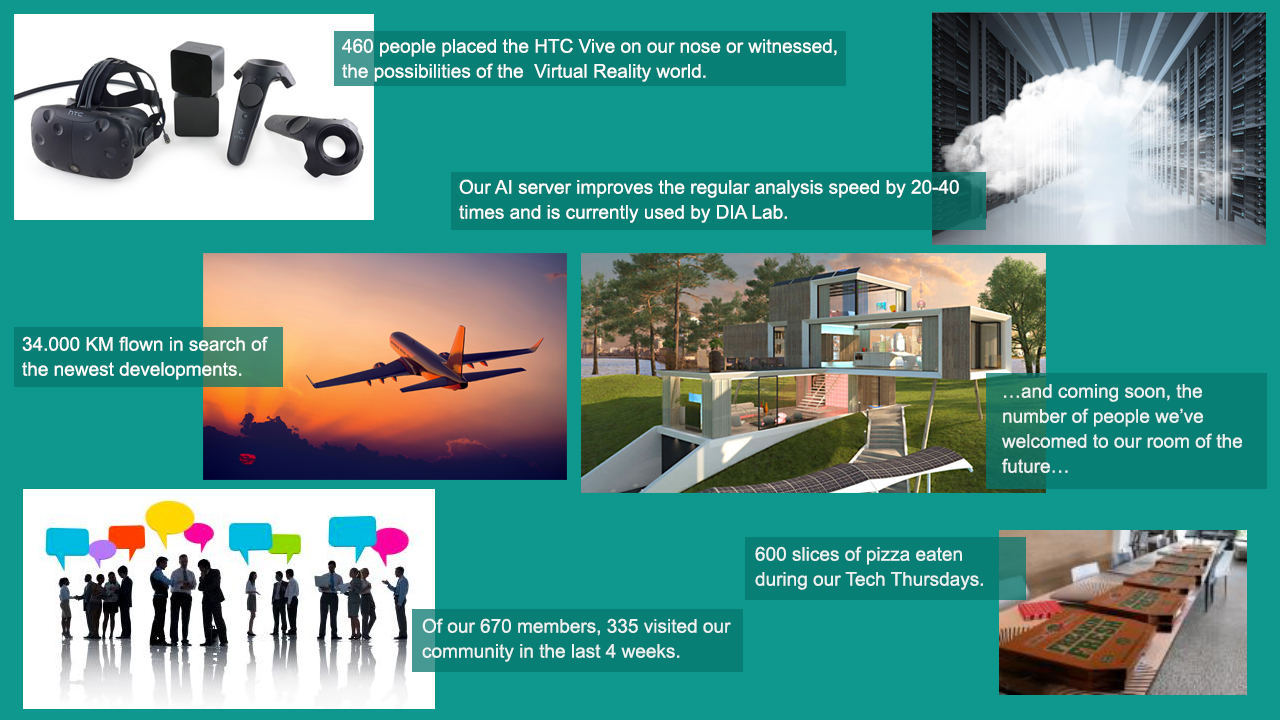 460 people placed the HTC Vive on our nose or witnessed,
the possibilities of the  Virtual Reality world.
hTC
Our AI server improves the regular analysis speed by 20-40
times and is currently used by DIA Lab.
34.000 KM flown in search of
the newest developments.
…and coming soon, the
number of people we’ve
welcomed to our room of the
future…
600 slices of pizza eaten
during our Tech Thursdays.
Of our 670 members, 335 visited our
community in the last 4 weeks.